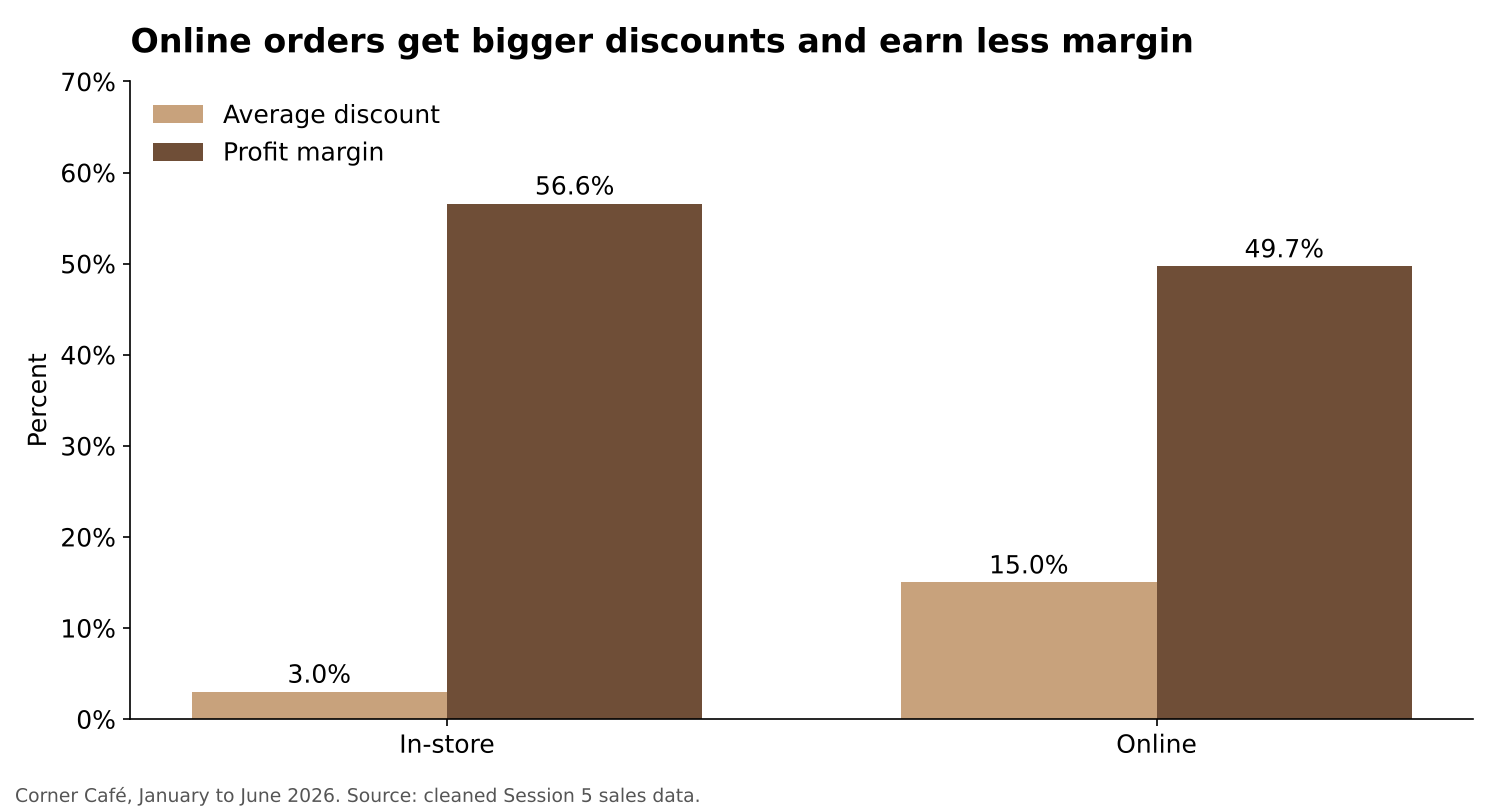 Online orders get bigger discounts and earn less margin
70%
60%
50%
40%
30%
20%
10%
0%
Percent
Average discount
Profit margin
3.0%
56.6%
15.0%
49.7%
In-store
Online
Corner Café, January to June 2026. Source: cleaned Session 5 sales data.